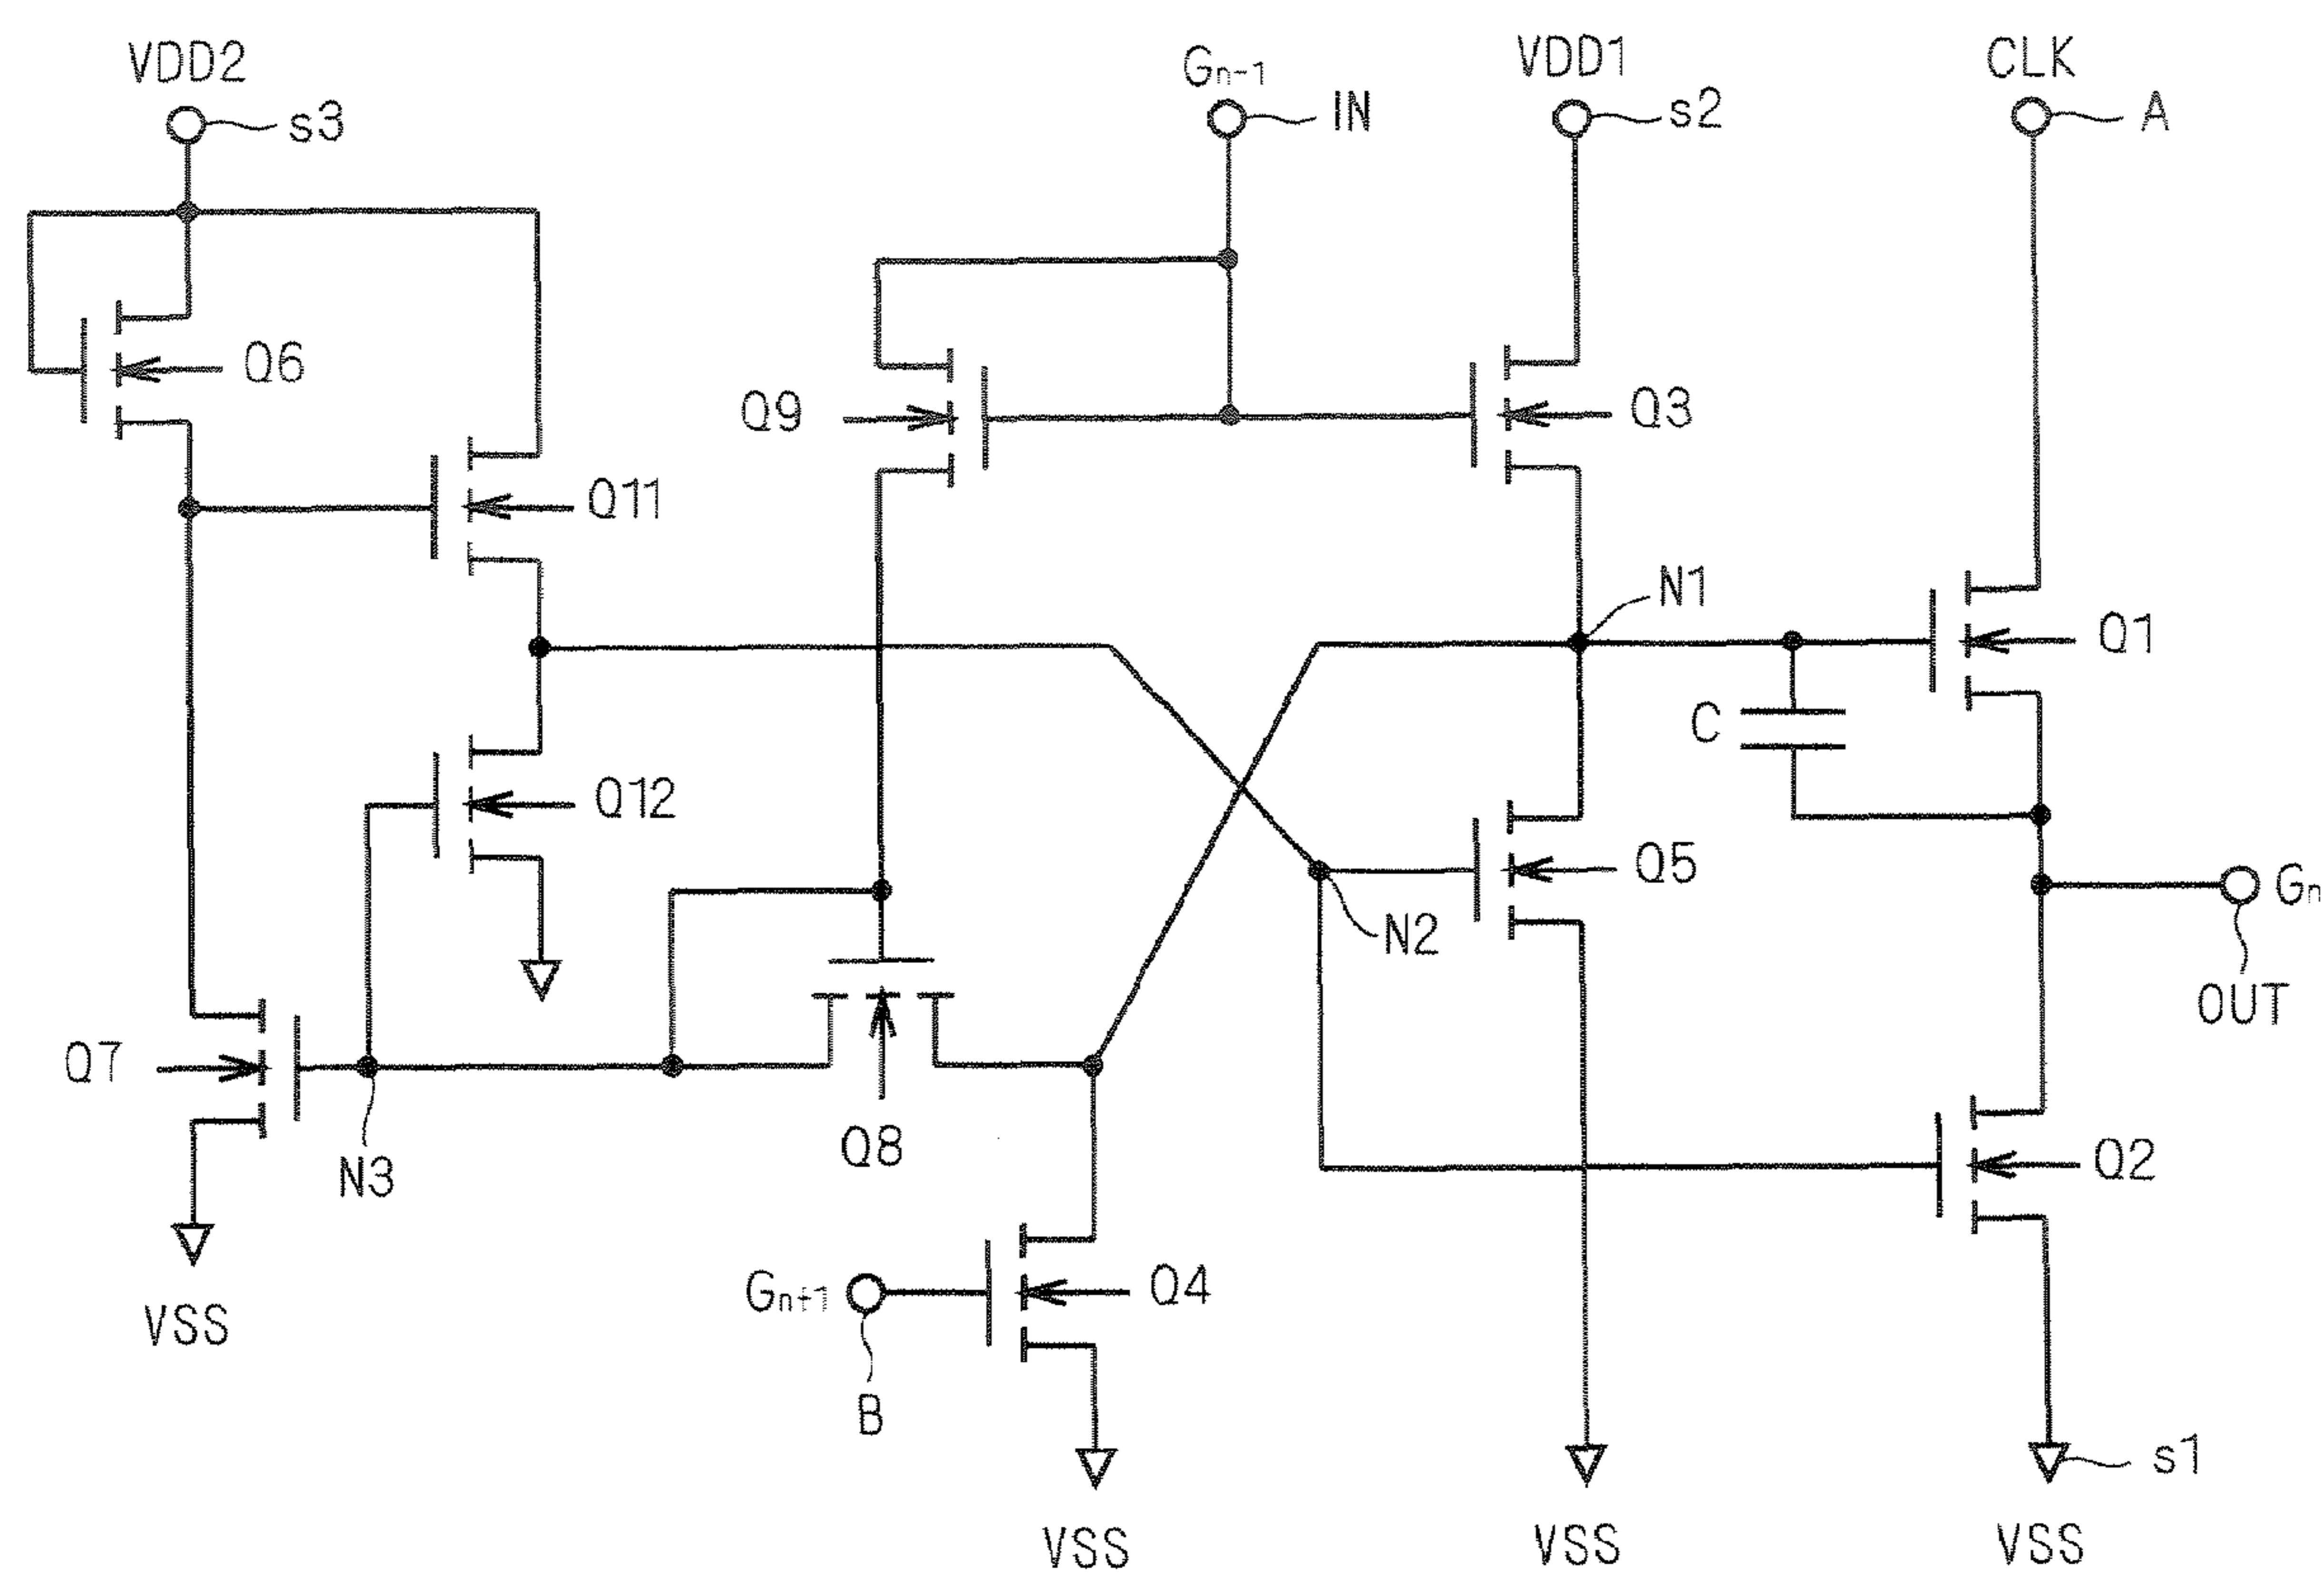 VDD2
Gn-1
VDD1
CLK
s3
IN
s2
A
Q6
Q9
Q3
Q11
N1
Q1
C
Q12
Q5
Gn
N2
OUT
Q7
Q8
Q2
N3
Gn+1
Q4
VSS
B
s1
VSS
VSS
VSS